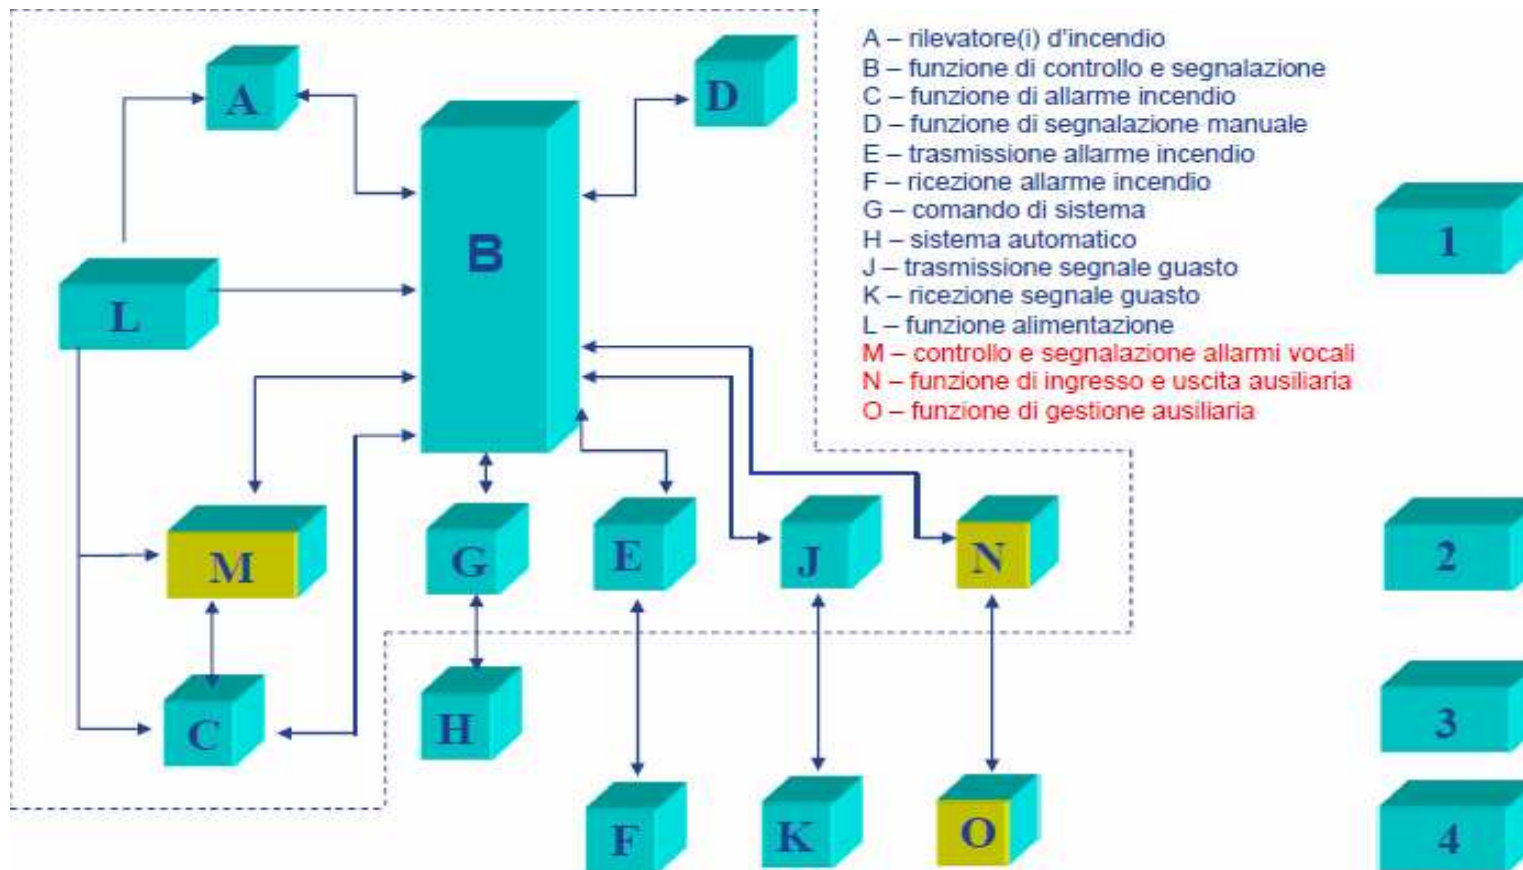 A – rilevatore(i) d'incendio
B – funzione di controllo e segnalazione
C – funzione di allarme incendio
D – funzione di segnalazione manuale
E – trasmissione allarme incendio
F – ricezione allarme incendio
G – comando di sistema
H – sistema automatico
J – trasmissione segnale guasto
K – ricezione segnale guasto
L – funzione alimentazione
M – controllo e segnalazione allarmi vocali
N – funzione di ingresso e uscita ausiliaria
O – funzione di gestione ausiliaria
A
D
B
L
1
M
G
E
J
N
2
C
H
3
F
K
O
4